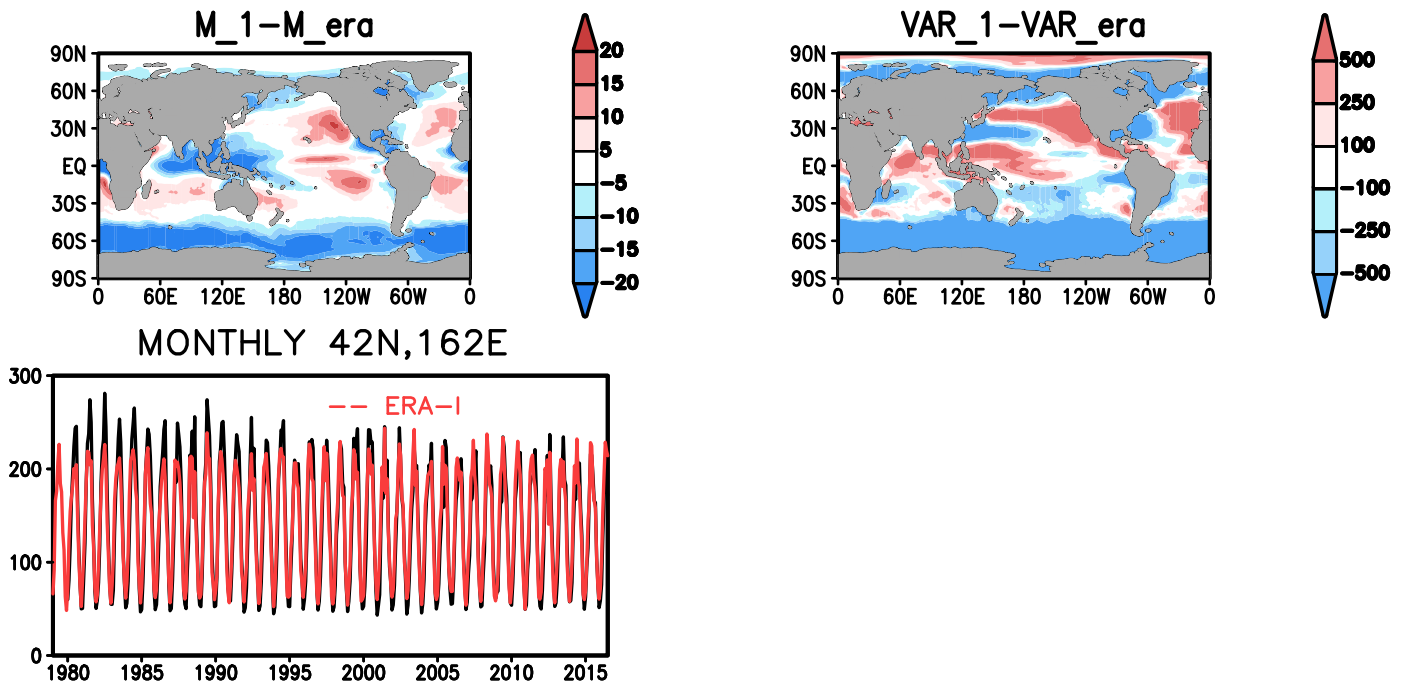 M_1-M_era
90N
60N
30N
EQ
30S
60S
90S
0 60E 120E 180 120W 60W 0
20
15
10
5
-5
-10
-15
-20
VAR_1-VAR_era
90N
60N
30N
EQ
30S
60S
90S
0 60E 120E 180 120W 60W 0
500
250
100
-100
-250
-500
MONTHLY 42N,162E
300
200
100
0
-- ERA-I
1980 1985 1990 1995 2000 2005 2010 2015